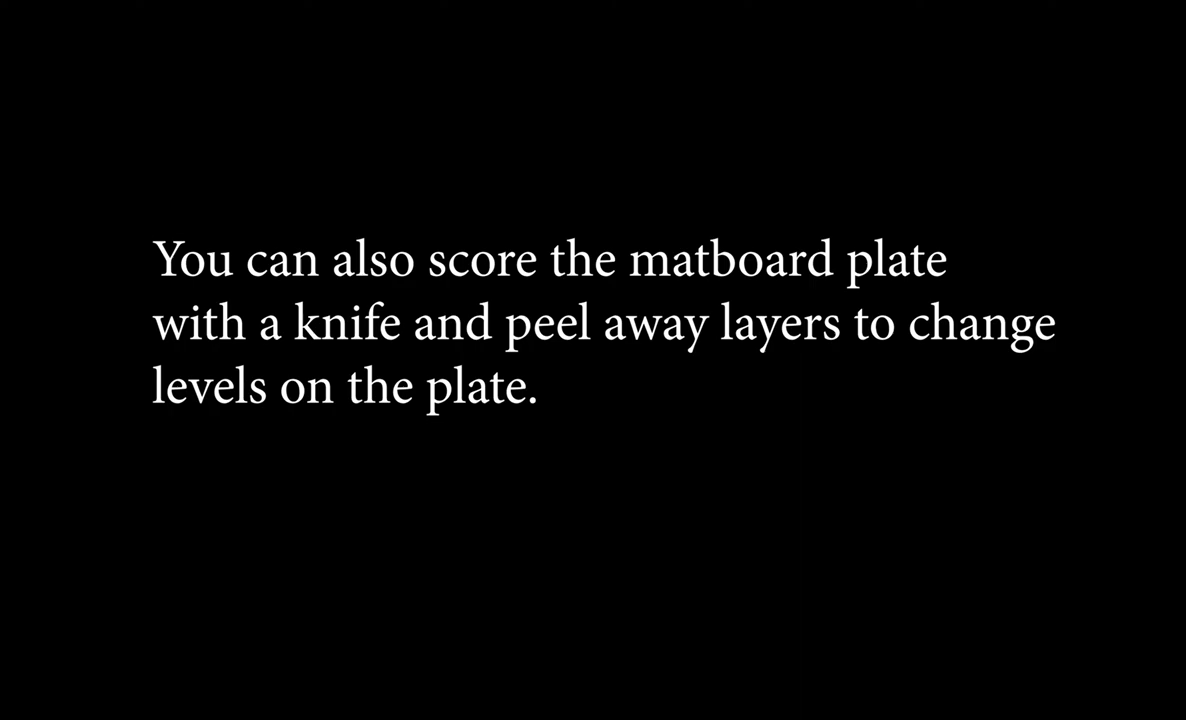 You can also score the matboard plate
with a knife and peel away layers to change
levels on the plate.